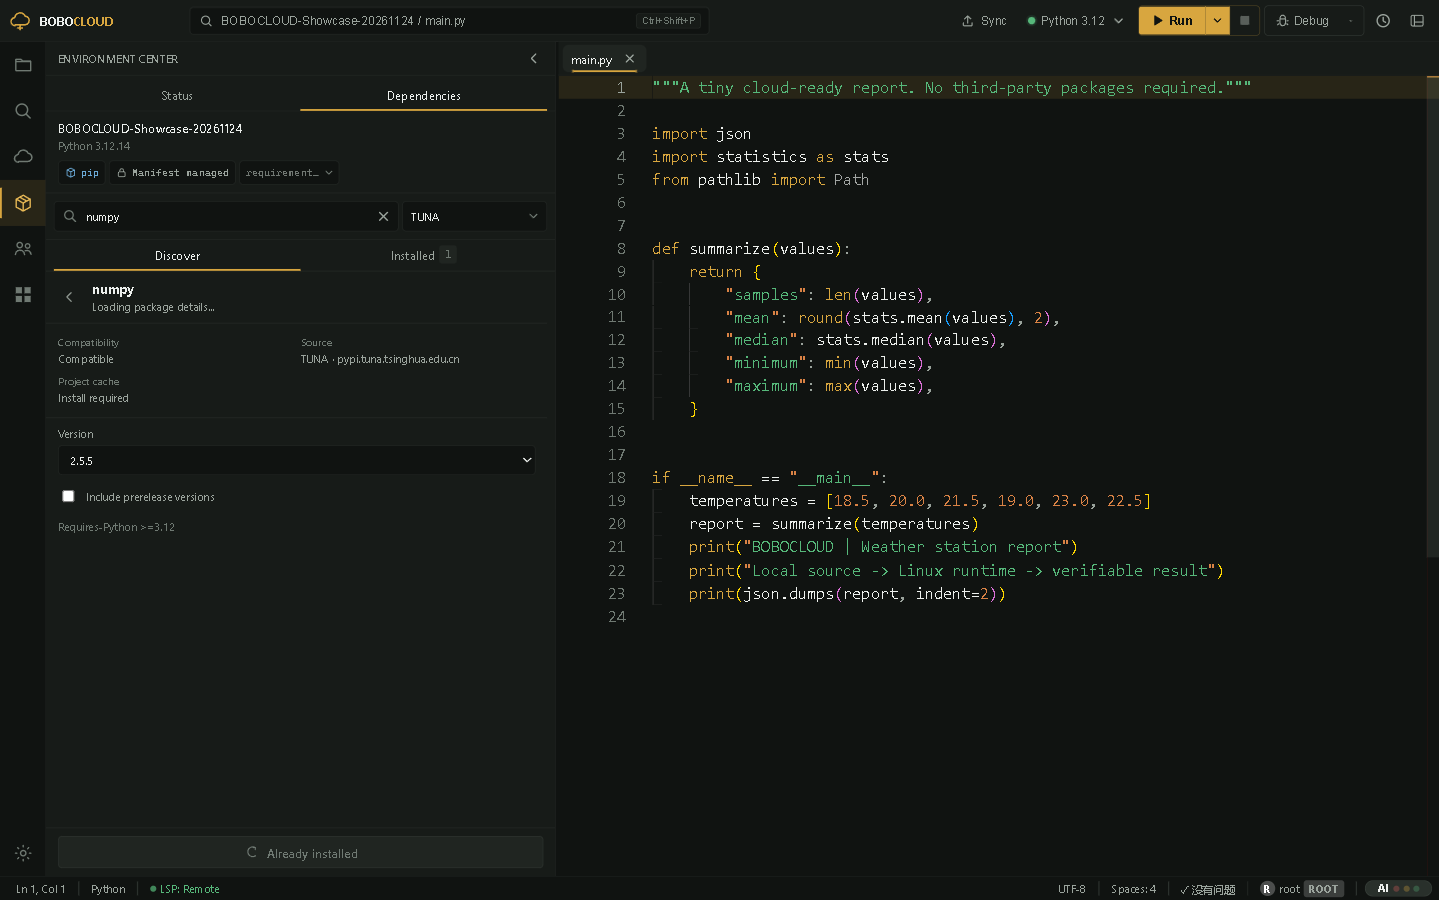 BOBOCLOUD
BOBOCLOUD-Showcase-20261124 / main.py
Ctrl+Shift+P
Sync
Python 3.12
Run
Debug
ENVIRONMENT CENTER
Status
Dependencies
BOBOCLOUD-Showcase-20261124
Python 3.12.14
pip
Manifest managed
requirement…
numpy
TUNA
Discover
Installed 1
numpy
Loading package details...
Compatibility
Compatible
Source
TUNA · pypi.tuna.tsinghua.edu.cn
Project cache
Install required
Version
2.5.5
Include prerelease versions
Requires-Python >=3.12
Already installed
main.py
1 """A tiny cloud-ready report. No third-party packages required."""
2
3 import json
4 import statistics as stats
5 from pathlib import Path
6
7
8 def summarize(values):
9     return {
10         "samples": len(values),
11         "mean": round(stats.mean(values), 2),
12         "median": stats.median(values),
13         "minimum": min(values),
14         "maximum": max(values),
15     }
16
17
18 if __name__ == "__main__":
19     temperatures = [18.5, 20.0, 21.5, 19.0, 23.0, 22.5]
20     report = summarize(temperatures)
21     print("BOBOCLOUD | Weather station report")
22     print("Local source -> Linux runtime -> verifiable result")
23     print(json.dumps(report, indent=2))
24
Ln 1, Col 1
Python
LSP: Remote
UTF-8
Spaces: 4
✓ 没有问题
R root ROOT
AI